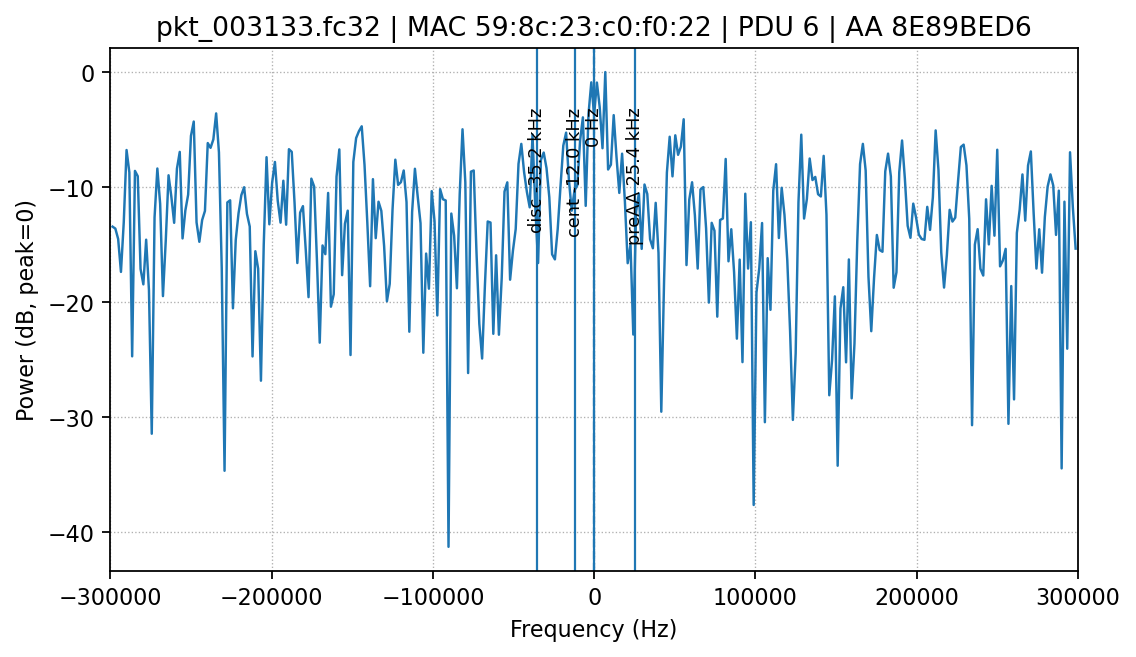 pkt_003133.fc32 | MAC 59:8c:23:c0:f0:22 | PDU 6 | AA 8E89BED6
Power (dB, peak=0)
0
−10
−20
−30
−40
disc -35.2 kHz
cent -12.0 kHz
0 Hz
preAA 25.4 kHz
−300000
−200000
−100000
0
100000
200000
300000
Frequency (Hz)